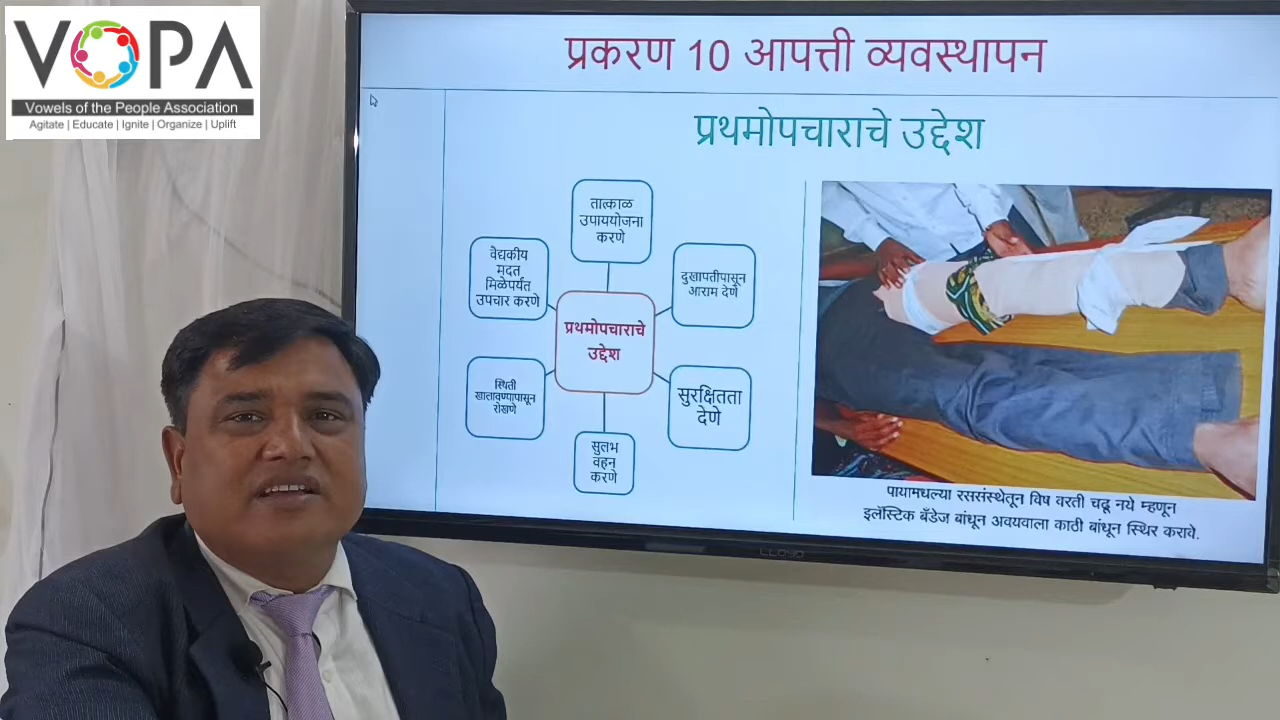 VOPA
Vowels of the People Association
Agitate | Educate | Ignite | Organize | Uplift
प्रकरण 10 आपत्ती व्यवस्थापन
प्रथमोपचाराचे उद्देश
तात्काळ
उपाययोजना
करणे
वेद्यकीय
मदत
मिळेपर्यंत
उपचार करणे
दुखापतीपासून
आराम देणे
प्रथमोपचाराचे
उद्देश
स्थिती
खालावण्यापासून
रोखणे
सुरक्षितता
देणे
सुलभ
वहन
करणे
पायामधल्या रससंस्थेतून विष वरती चढू नये म्हणून
इलॅस्टिक बँडेज बांधून अवयवाला काठी बांधून स्थिर करावे.
LLOYD